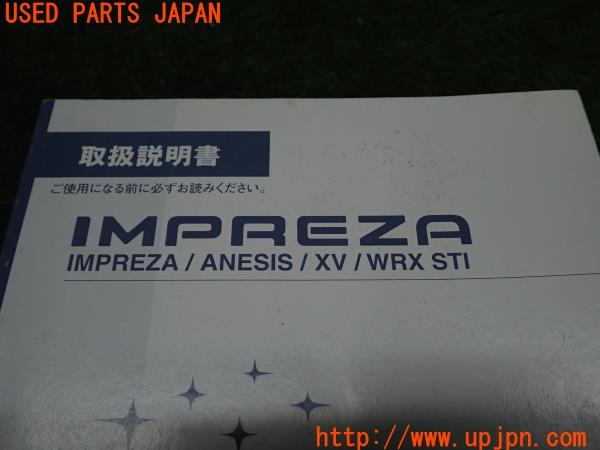 USED PARTS JAPAN
取扱説明書
ご使用になる前に必ずお読みください。
IMPREZA
IMPREZA / ANESIS / XV / WRX STI
http://www.upjpn.com/